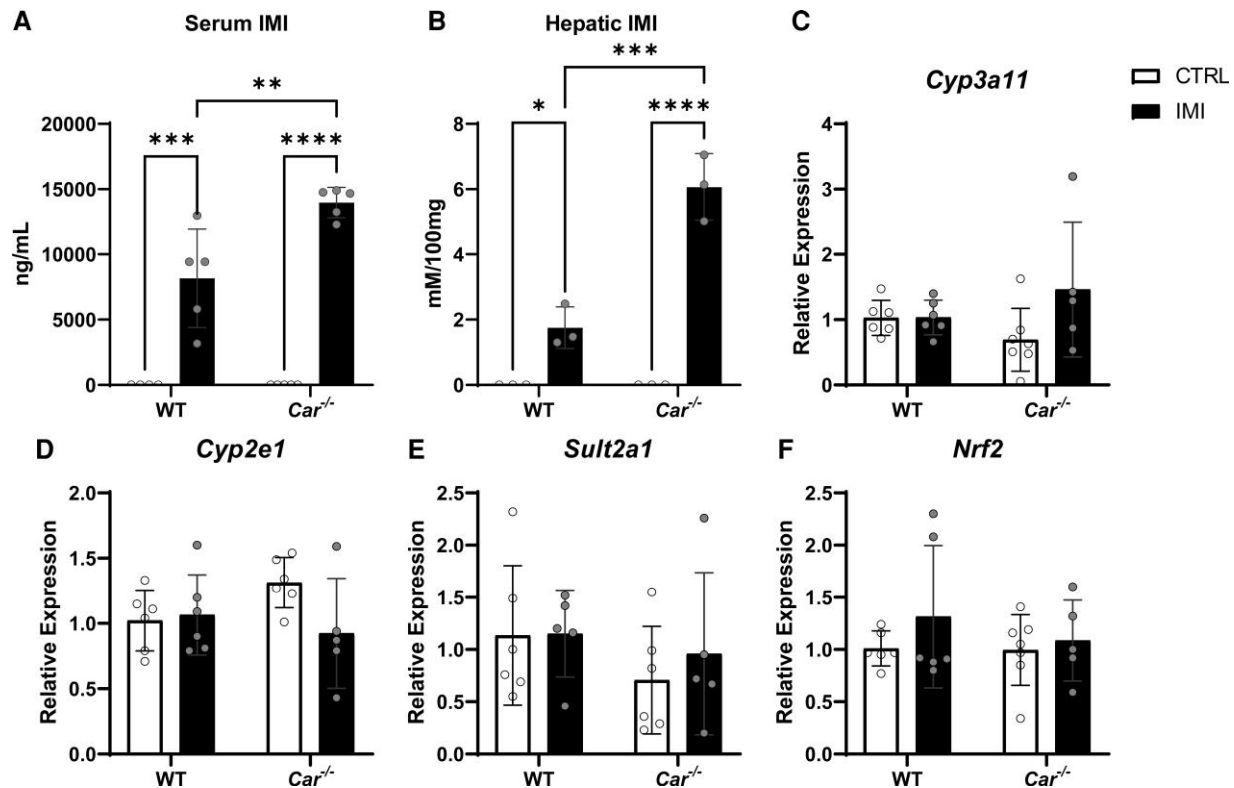 A Serum IMI
ng/mL
20000
15000
10000
5000
0
***
**
****
WT Car-/-
B Hepatic IMI
mM/100mg
8
6
4
2
0
*
***
****
WT Car-/-
C Cyp3a11
Relative Expression
4
3
2
1
0
WT Car-/-
CTRL
IMI
D Cyp2e1
Relative Expression
2.0
1.5
1.0
0.5
0.0
WT Car-/-
E Sult2a1
Relative Expression
2.5
2.0
1.5
1.0
0.5
0.0
WT Car-/-
F Nrf2
Relative Expression
2.5
2.0
1.5
1.0
0.5
0.0
WT Car-/-